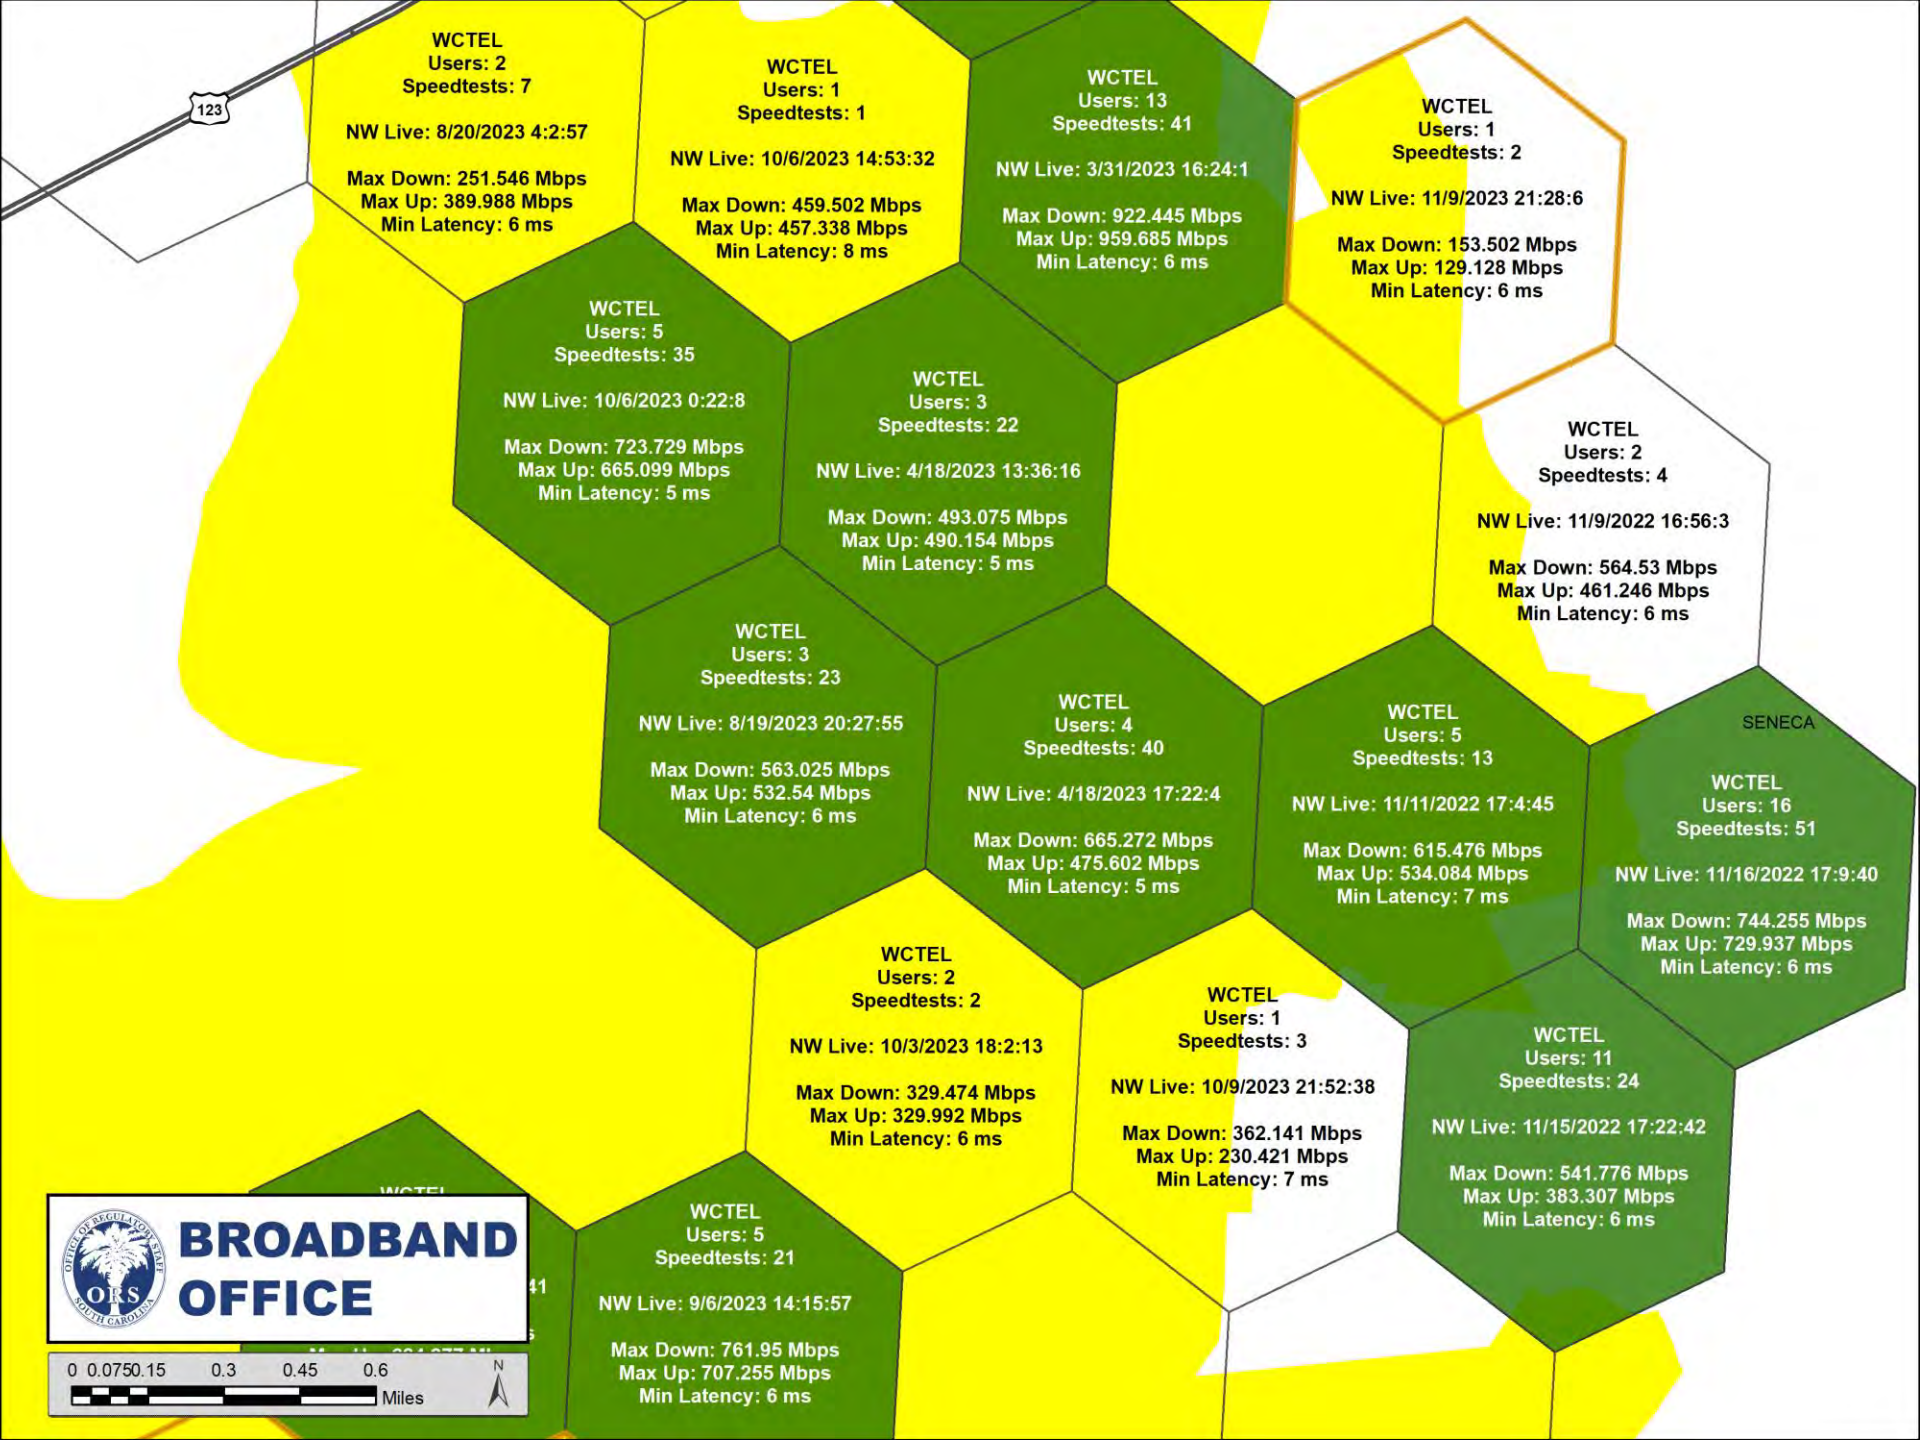 WCTEL
Users: 2
Speedtests: 7
NW Live: 8/20/2023 4:2:57
Max Down: 251.546 Mbps
Max Up: 389.988 Mbps
Min Latency: 6 ms
WCTEL
Users: 1
Speedtests: 1
NW Live: 10/6/2023 14:53:32
Max Down: 459.502 Mbps
Max Up: 457.338 Mbps
Min Latency: 8 ms
WCTEL
Users: 13
Speedtests: 41
NW Live: 3/31/2023 16:24:1
Max Down: 922.445 Mbps
Max Up: 959.685 Mbps
Min Latency: 6 ms
WCTEL
Users: 1
Speedtests: 2
NW Live: 11/9/2023 21:28:6
Max Down: 153.502 Mbps
Max Up: 129.128 Mbps
Min Latency: 6 ms
123
WCTEL
Users: 5
Speedtests: 35
NW Live: 10/6/2023 0:22:8
Max Down: 723.729 Mbps
Max Up: 665.099 Mbps
Min Latency: 5 ms
WCTEL
Users: 3
Speedtests: 22
NW Live: 4/18/2023 13:36:16
Max Down: 493.075 Mbps
Max Up: 490.154 Mbps
Min Latency: 5 ms
WCTEL
Users: 2
Speedtests: 4
NW Live: 11/9/2022 16:56:3
Max Down: 564.53 Mbps
Max Up: 461.246 Mbps
Min Latency: 6 ms
WCTEL
Users: 3
Speedtests: 23
NW Live: 8/19/2023 20:27:55
Max Down: 563.025 Mbps
Max Up: 532.54 Mbps
Min Latency: 6 ms
WCTEL
Users: 4
Speedtests: 40
NW Live: 4/18/2023 17:22:4
Max Down: 665.272 Mbps
Max Up: 475.602 Mbps
Min Latency: 5 ms
WCTEL
Users: 5
Speedtests: 13
NW Live: 11/11/2022 17:4:45
Max Down: 615.476 Mbps
Max Up: 534.084 Mbps
Min Latency: 7 ms
SENECA
WCTEL
Users: 16
Speedtests: 51
NW Live: 11/16/2022 17:9:40
Max Down: 744.255 Mbps
Max Up: 729.937 Mbps
Min Latency: 6 ms
WCTEL
Users: 2
Speedtests: 2
NW Live: 10/3/2023 18:2:13
Max Down: 329.474 Mbps
Max Up: 329.992 Mbps
Min Latency: 6 ms
WCTEL
Users: 1
Speedtests: 3
NW Live: 10/9/2023 21:52:38
Max Down: 362.141 Mbps
Max Up: 230.421 Mbps
Min Latency: 7 ms
WCTEL
Users: 11
Speedtests: 24
NW Live: 11/15/2022 17:22:42
Max Down: 541.776 Mbps
Max Up: 383.307 Mbps
Min Latency: 6 ms
WCTEL
41
s
WCTEL
Users: 5
Speedtests: 21
NW Live: 9/6/2023 14:15:57
Max Down: 761.95 Mbps
Max Up: 707.255 Mbps
Min Latency: 6 ms
OFFICE OF REGULATORY STAFF
ORS
SOUTH CAROLINA
BROADBAND
OFFICE
0 0.0750.15 0.3 0.45 0.6
Miles
N